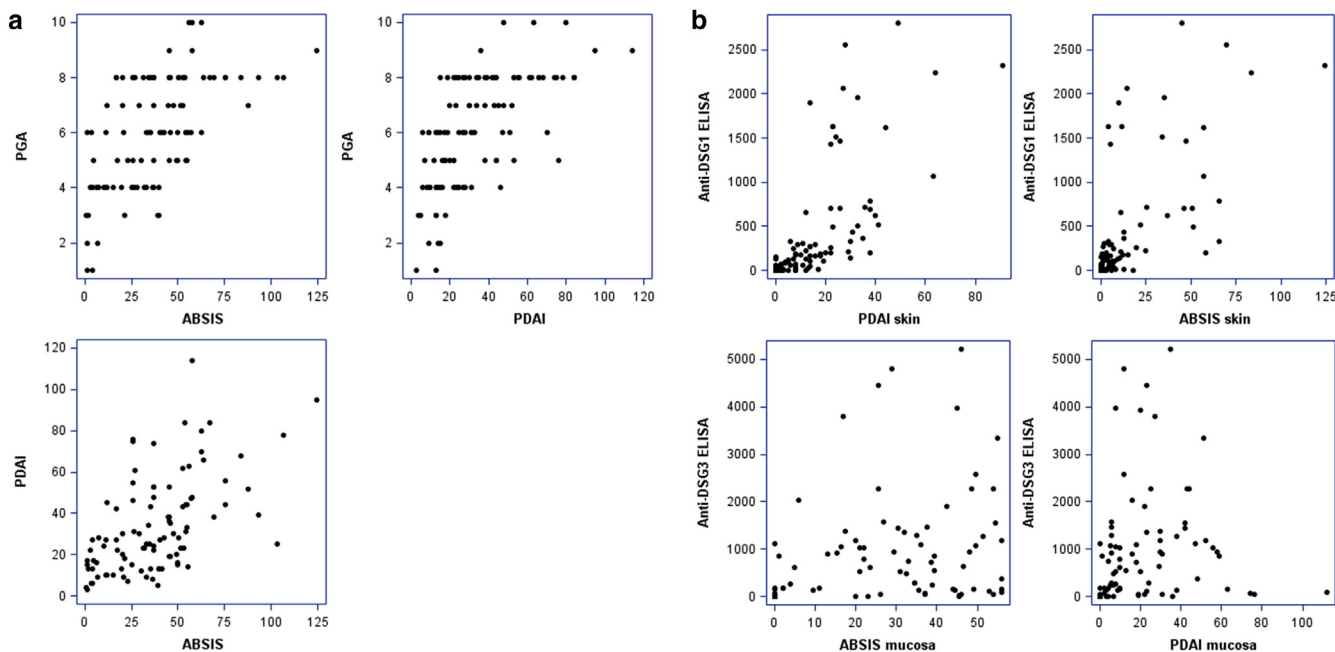 a
b
10
8
6
4
2
PGA
0 25 50 75 100 125
ABSIS
10
8
6
4
2
PGA
0 20 40 60 80 100 120
PDAI
2500
2000
1500
1000
500
0
Anti-DSG1 ELISA
0 20 40 60 80
PDAI skin
2500
2000
1500
1000
500
0
Anti-DSG1 ELISA
0 25 50 75 100 125
ABSIS skin
120
100
80
60
40
20
0
PDAI
0 25 50 75 100 125
ABSIS
5000
4000
3000
2000
1000
0
Anti-DSG3 ELISA
0 10 20 30 40 50
ABSIS mucosa
5000
4000
3000
2000
1000
0
Anti-DSG3 ELISA
0 20 40 60 80 100
PDAI mucosa